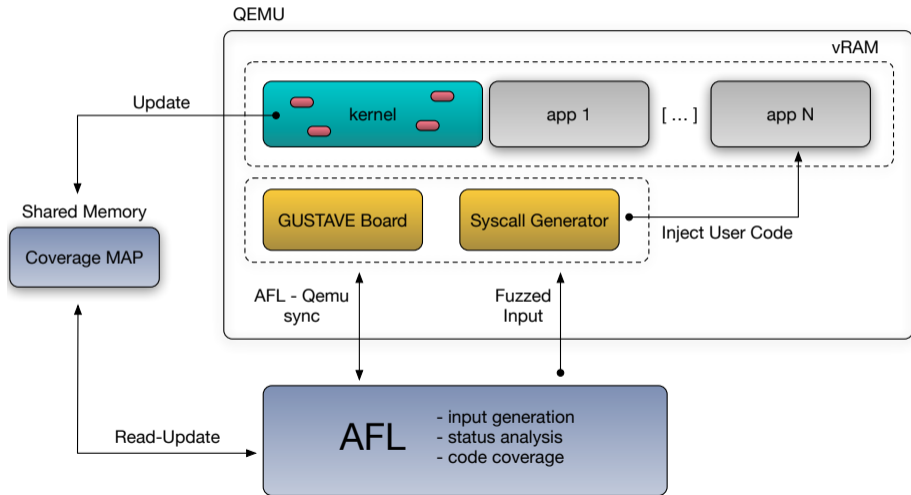 QEMU
vRAM
kernel
app 1
[ ... ]
app N
Update
Shared Memory
Coverage MAP
GUSTAVE Board
Syscall Generator
Inject User Code
AFL - Qemu
sync
Fuzzed
Input
Read-Update
AFL
- input generation
- status analysis
- code coverage